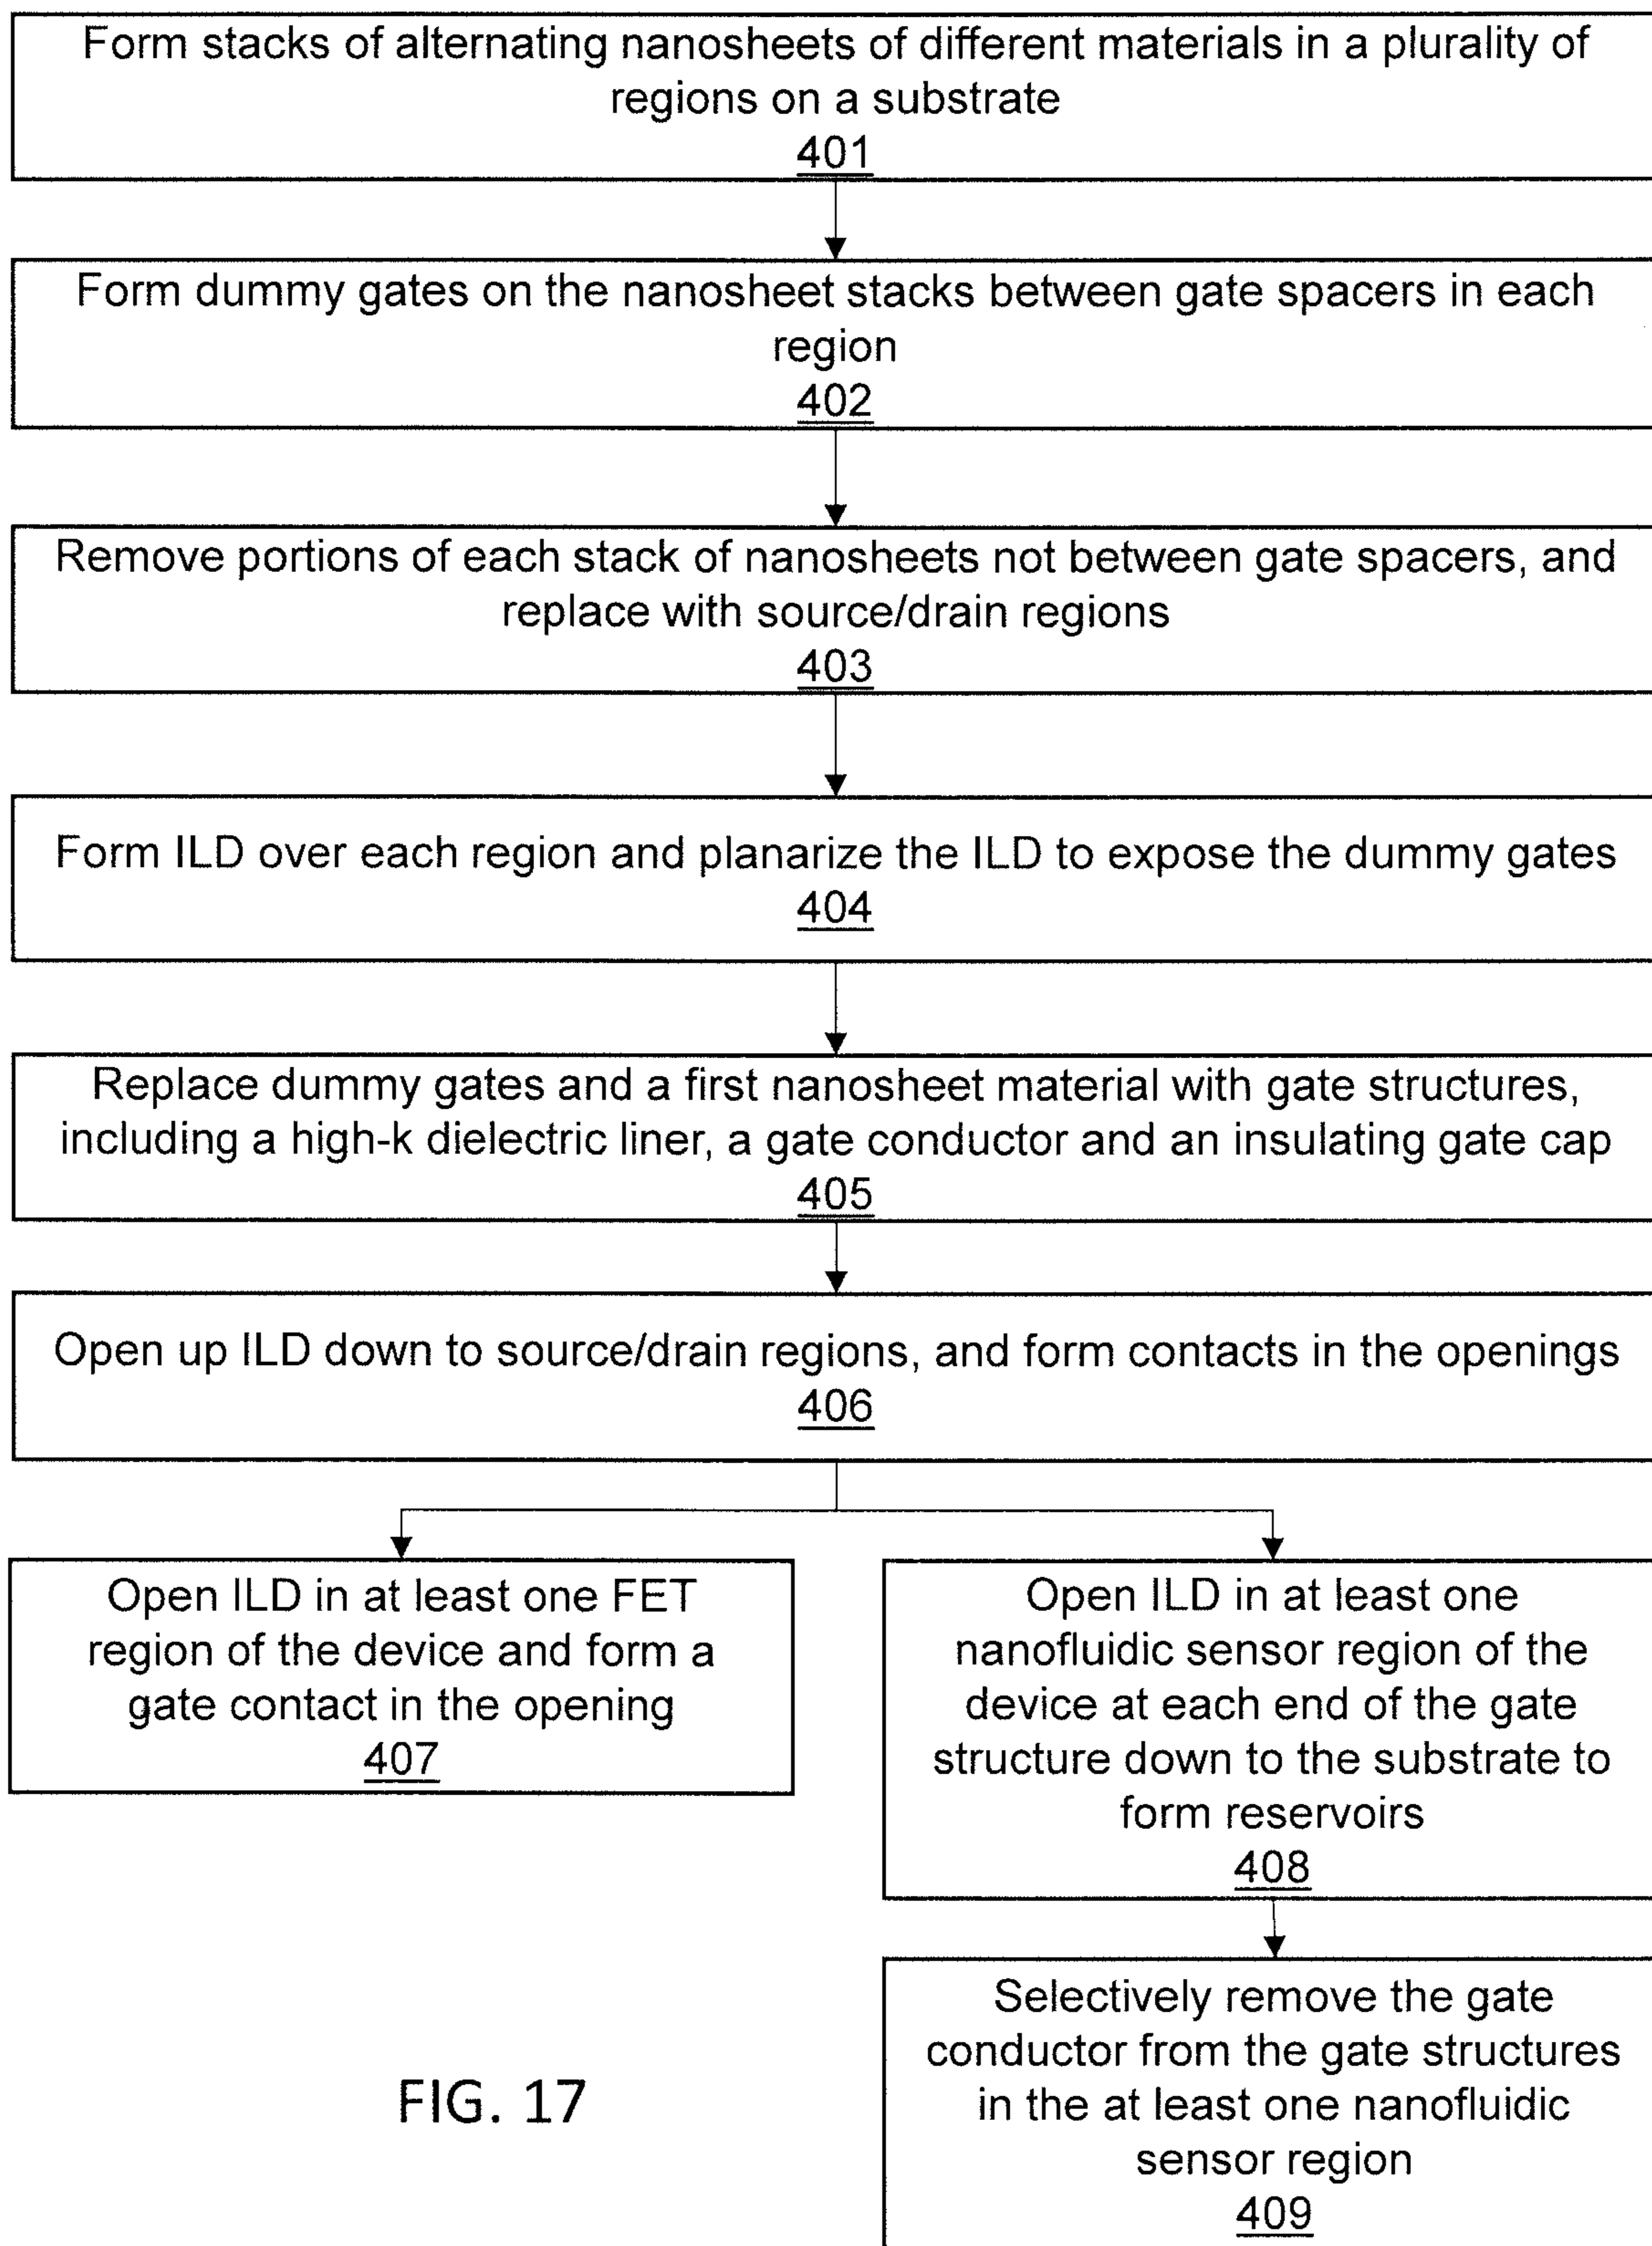 Form stacks of alternating nanosheets of different materials in a plurality of
regions on a substrate
401
Form dummy gates on the nanosheet stacks between gate spacers in each
region
402
Remove portions of each stack of nanosheets not between gate spacers, and
replace with source/drain regions
403
Form ILD over each region and planarize the ILD to expose the dummy gates
404
Replace dummy gates and a first nanosheet material with gate structures,
including a high-k dielectric liner, a gate conductor and an insulating gate cap
405
Open up ILD down to source/drain regions, and form contacts in the openings
406
Open ILD in at least one FET
region of the device and form a
gate contact in the opening
407
Open ILD in at least one
nanofluidic sensor region of the
device at each end of the gate
structure down to the substrate to
form reservoirs
408
Selectively remove the gate
conductor from the gate structures
in the at least one nanofluidic
sensor region
409
FIG. 17